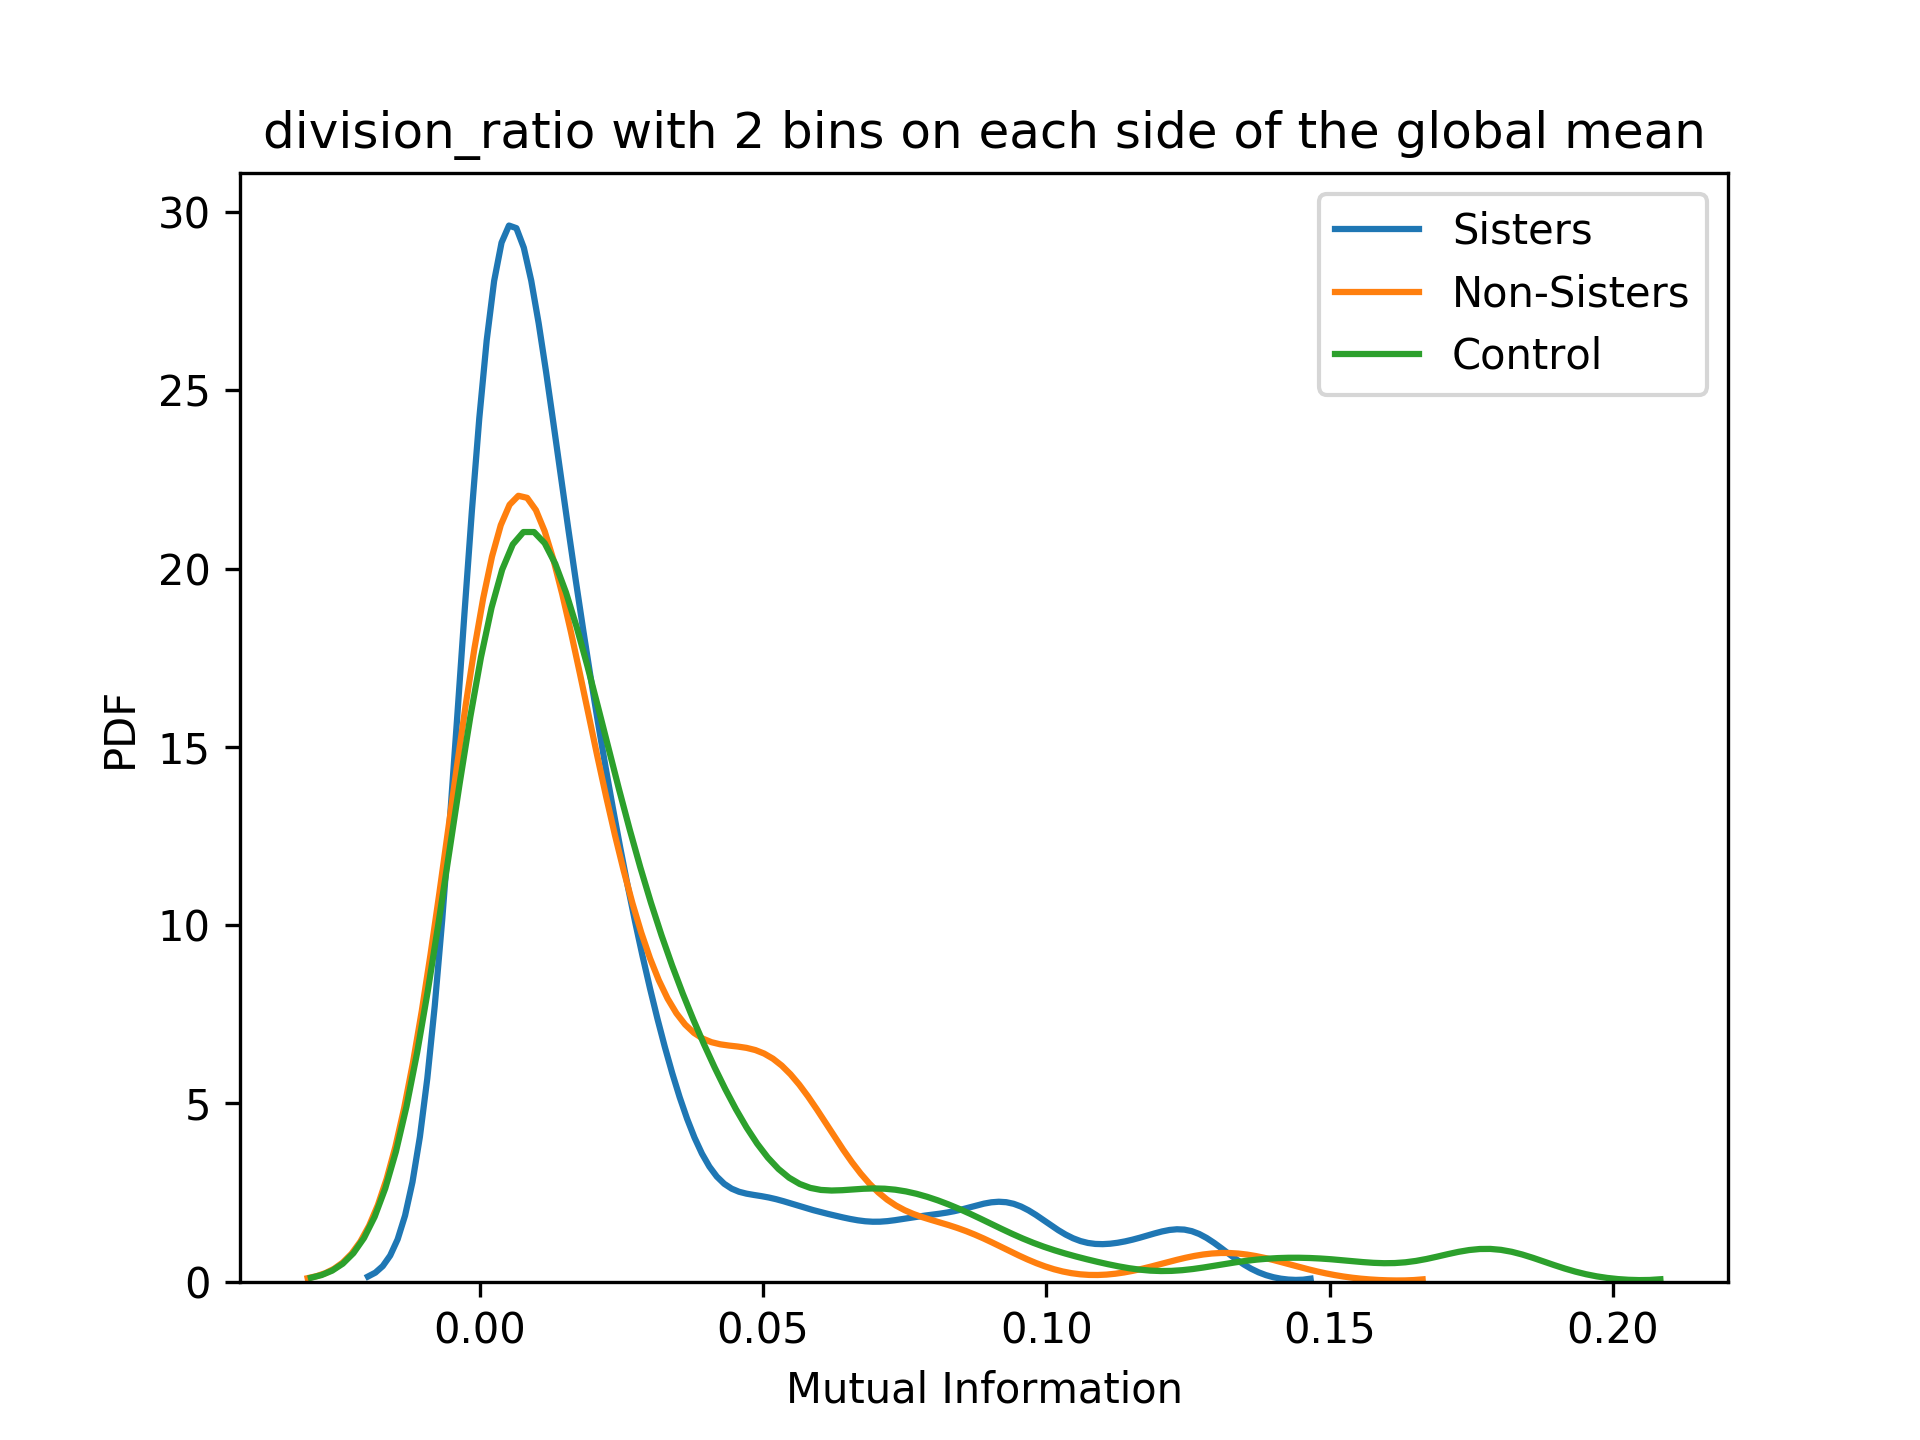 division_ratio with 2 bins on each side of the global mean
Sisters
Non-Sisters
Control
30
25
20
15
10
5
0
PDF
0.00 0.05 0.10 0.15 0.20
Mutual Information